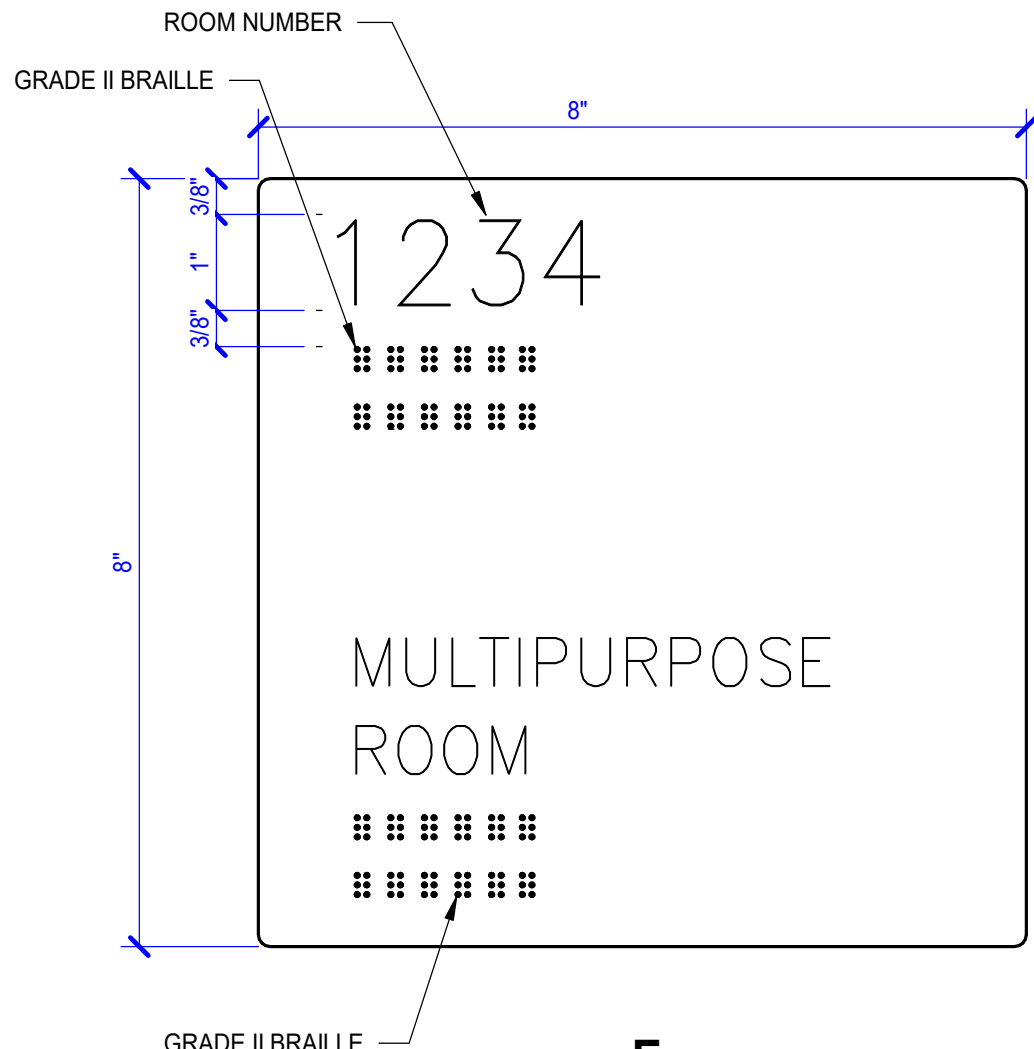 ROOM NUMBER
GRADE II BRAILLE
8"
3/8"
1"
3/8"
8"
1234
⠿⠿⠿⠿⠿⠿
⠿⠿⠿⠿⠿⠿
MULTIPURPOSE
ROOM
⠿⠿⠿⠿⠿⠿
⠿⠿⠿⠿⠿⠿
GRADE II BRAILLE